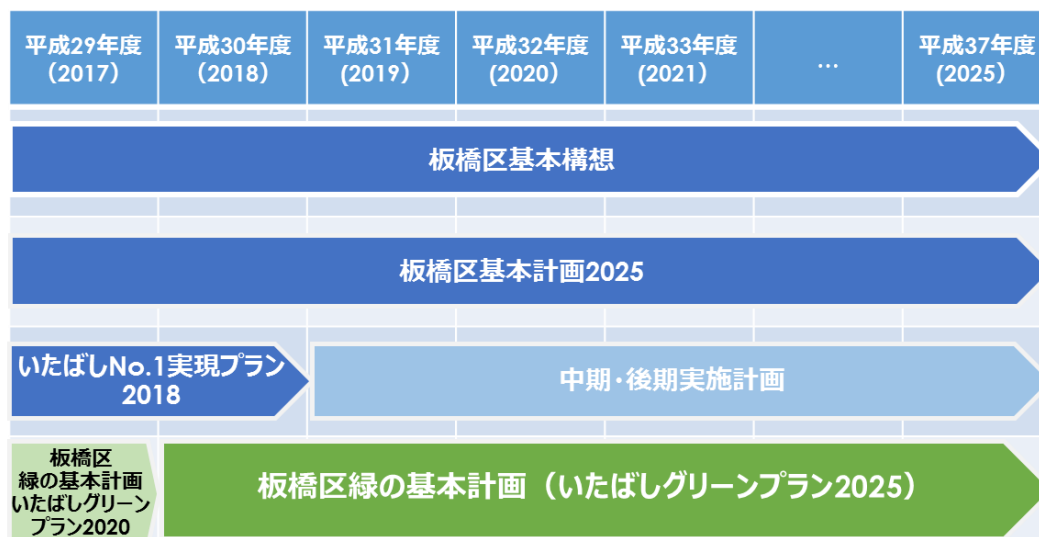 平成29年度
（2017）
平成30年度
（2018）
平成31年度
(2019）
平成32年度
(2020）
平成33年度
(2021）
…
平成37年度
(2025)
板橋区基本構想
板橋区基本計画2025
いたばしNo.1実現プラン
2018
中期・後期実施計画
板橋区
緑の基本計画
いたばしグリーン
プラン2020
板橋区緑の基本計画（いたばしグリーンプラン2025）